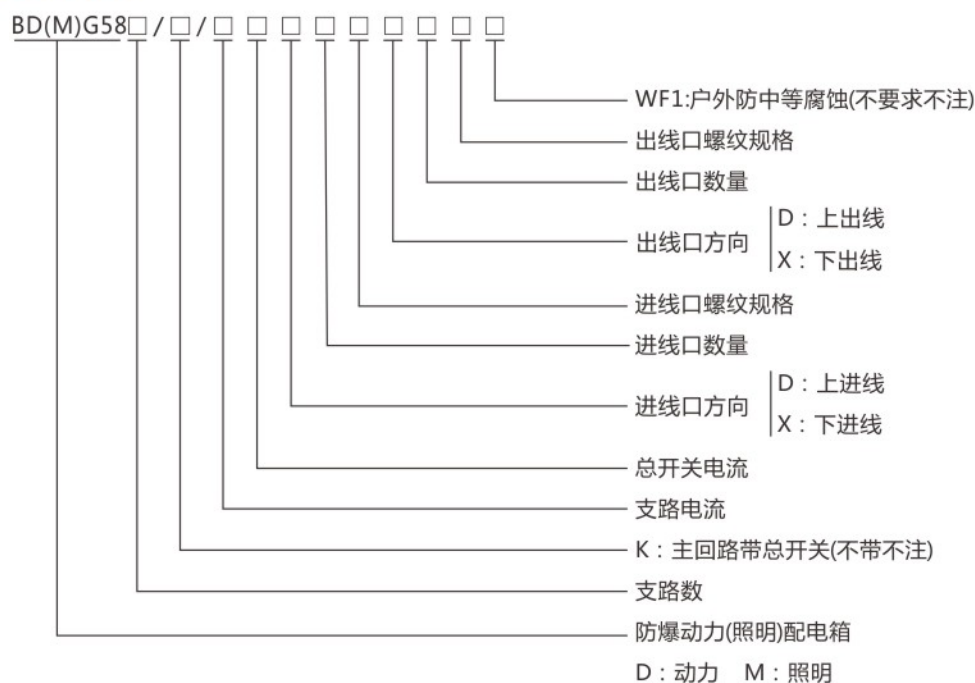 BD(M)G58□/□/□ □ □ □ □ □ □ □ □
WF1:户外防中等腐蚀(不要求不注)
出线口螺纹规格
出线口数量
出线口方向
D：上出线
X：下出线
进线口螺纹规格
进线口数量
进线口方向
D：上进线
X：下进线
总开关电流
支路电流
K：主回路带总开关(不带不注)
支路数
防爆动力(照明)配电箱
D：动力 M：照明